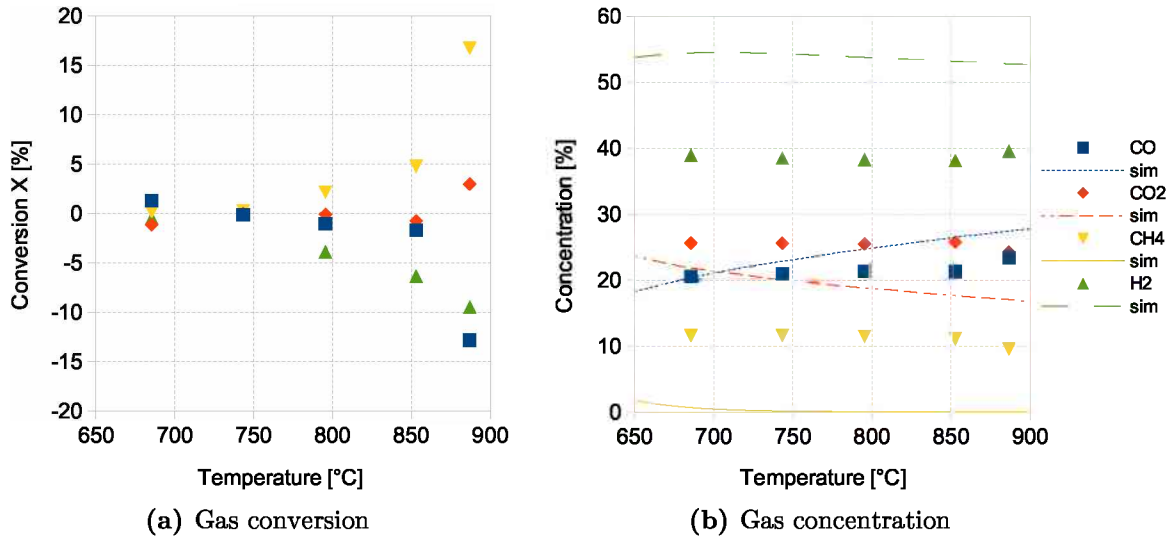 20
15
10
5
0
-5
-10
-15
-20
Conversion X [%]
650 700 750 800 850 900
Temperature [°C]
(a) Gas conversion
60
50
40
30
20
10
0
Concentration [%]
650 700 750 800 850 900
Temperature [°C]
(b) Gas concentration
CO
sim
CO2
sim
CH4
sim
H2
sim